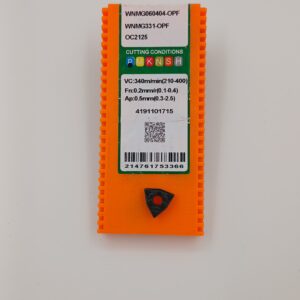 WNMG060404-OPF
WNMG331-OPF
OC2125
CUTTING CONDITIONS
P M K N S H
VC:340m/min(210-400)
Fn:0.2mm/r(0.1-0.4)
Ap:0.5mm(0.3-2.5)
4191101715
214761753366